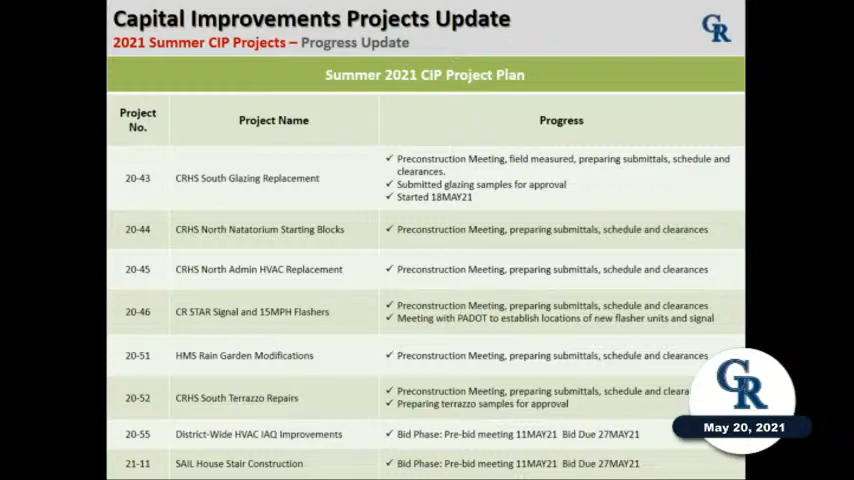 Capital Improvements Projects Update
GR
2021 Summer CIP Projects – Progress Update
Summer 2021 CIP Project Plan
Project No. Project Name Progress
20-43 CRHS South Glazing Replacement ✓ Preconstruction Meeting, field measured, preparing submittals, schedule and
clearances.
✓ Submitted glazing samples for approval
✓ Started 18MAY21
20-44 CRHS North Natatorium Starting Blocks ✓ Preconstruction Meeting, preparing submittals, schedule and clearances
20-45 CRHS North Admin HVAC Replacement ✓ Preconstruction Meeting, preparing submittals, schedule and clearances
20-46 CR STAR Signal and 15MPH Flashers ✓ Preconstruction Meeting, preparing submittals, schedule and clearances
✓ Meeting with PADOT to establish locations of new flasher units and signal
20-51 HMS Rain Garden Modifications ✓ Preconstruction Meeting, preparing submittals, schedule and clearances
20-52 CRHS South Terrazzo Repairs ✓ Preconstruction Meeting, preparing submittals, schedule and
✓ Preparing terrazzo samples for approval
20-55 District-Wide HVAC IAQ Improvements ✓ Bid Phase: Pre-bid meeting 11MAY21 Bid Due 27MAY21
21-11 SAIL House Stair Construction ✓ Bid Phase: Pre-bid meeting 11MAY21 Bid Due 27MAY21
GR
May 20, 2021